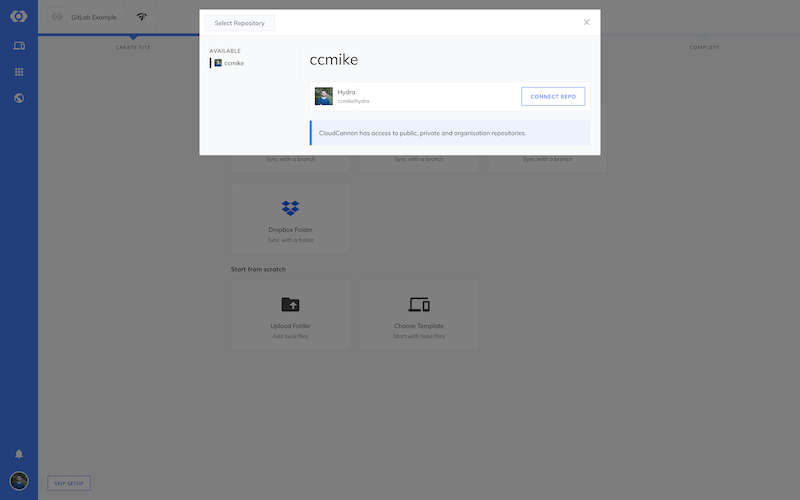 GitLab Example
Select Repository
CREATE SITE
COMPLETE
AVAILABLE
ccmike
ccmike
Hydra
ccmike/hydra
CONNECT REPO
CloudCannon has access to public, private and organisation repositories.
Sync with a branch
Sync with a branch
Sync with a branch
Dropbox Folder
Sync with a folder
Start from scratch
Upload Folder
Add local files
Choose Template
Start with base files
SKIP SETUP